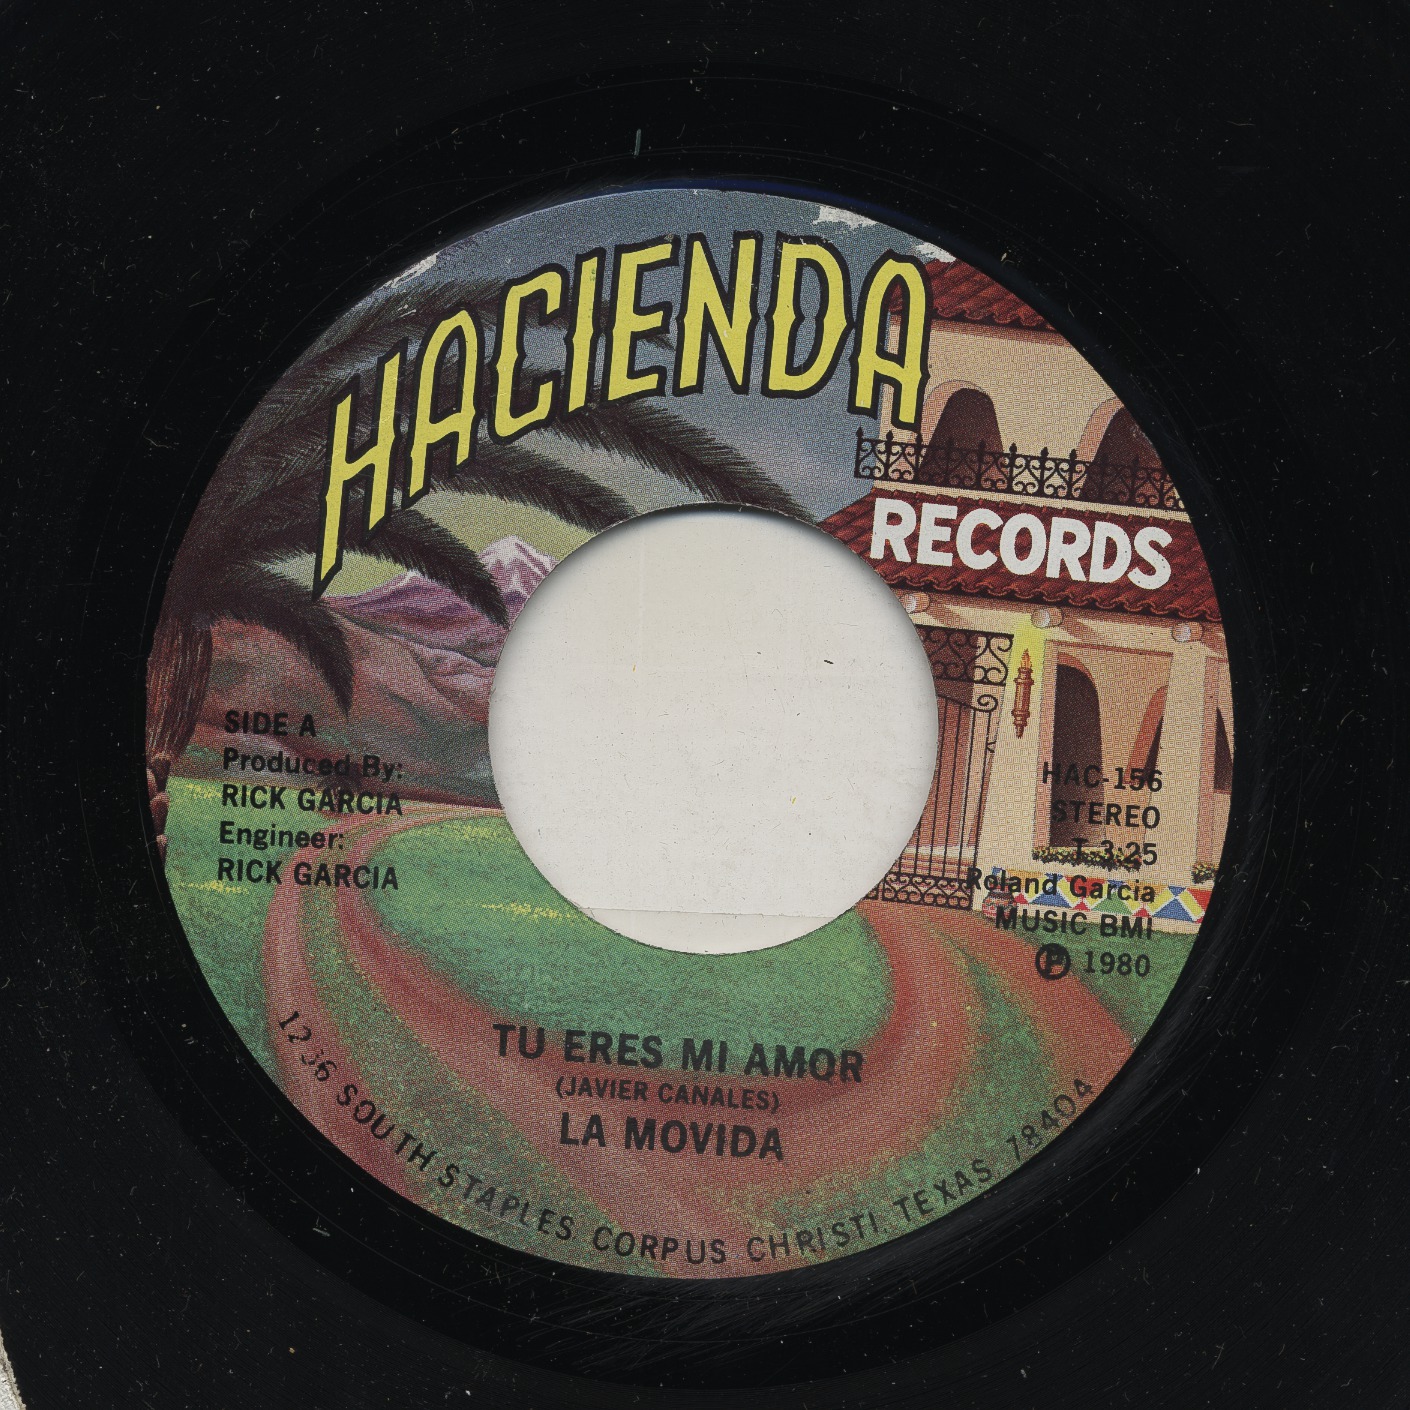 HACIENDA
RECORDS
SIDE A
Produced By:
RICK GARCIA
Engineer:
RICK GARCIA
HAC-156
STEREO
T 3:25
Roland Garcia
MUSIC BMI
Ⓟ 1980
TU ERES MI AMOR
(JAVIER CANALES)
LA MOVIDA
SOUTH STAPLES CORPUS CHRISTI, TEXAS 78404